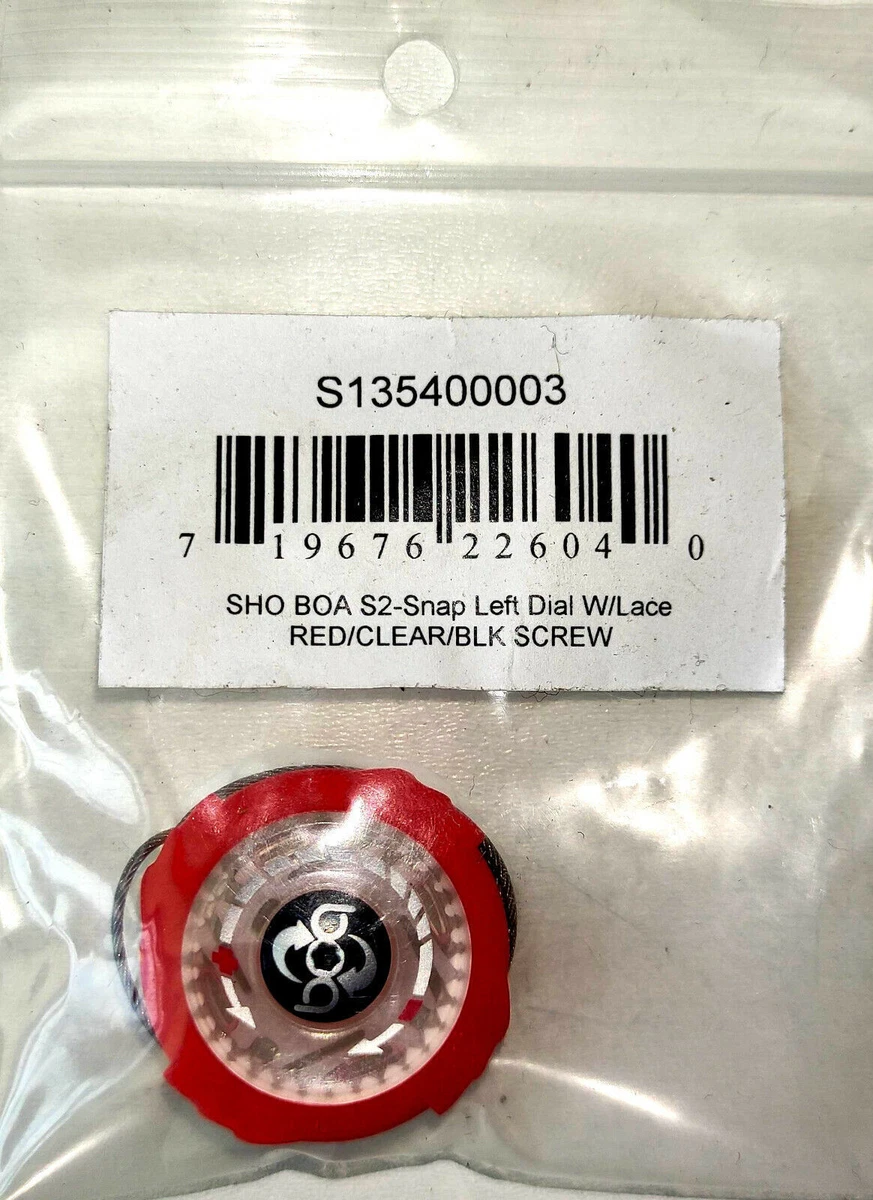 S135400003
7 19676 22604 0
SHO BOA S2-Snap Left Dial W/Lace
RED/CLEAR/BLK SCREW